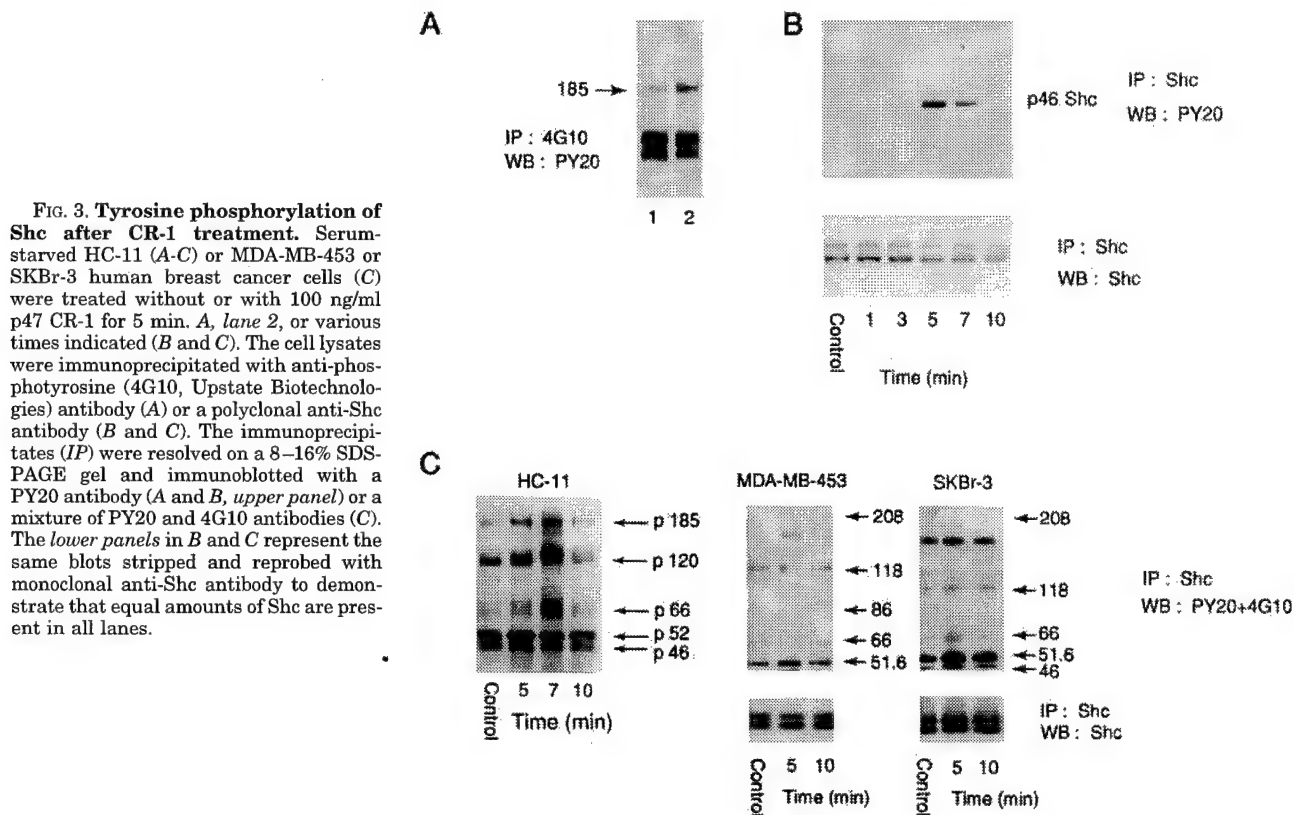 FIG. 3. Tyrosine phosphorylation of
Shc after CR-1 treatment. Serum-
starved HC-11 (A-C) or MDA-MB-453 or
SKBr-3 human breast cancer cells (C)
were treated without or with 100 ng/ml
p47 CR-1 for 5 min. A, lane 2, or various
times indicated (B and C). The cell lysates
were immunoprecipitated with anti-phos-
photyrosine (4G10, Upstate Biotechnolo-
gies) antibody (A) or a polyclonal anti-Shc
antibody (B and C). The immunoprecipi-
tates (IP) were resolved on a 8–16% SDS-
PAGE gel and immunoblotted with a
PY20 antibody (A and B, upper panel) or a
mixture of PY20 and 4G10 antibodies (C).
The lower panels in B and C represent the
same blots stripped and reprobed with
monoclonal anti-Shc antibody to demon-
strate that equal amounts of Shc are pres-
ent in all lanes.
A
185
IP : 4G10
WB : PY20
1 2
B
p46 Shc
IP : Shc
WB : PY20
IP : Shc
WB : Shc
Control 1 3 5 7 10
Time (min)
C
HC-11
p 185
p 120
p 66
p 52
p 46
Control 5 7 10
Time (min)
MDA-MB-453
208
118
86
66
51.6
Control 5 10
Time (min)
SKBr-3
208
118
66
51.6
46
IP : Shc
WB : PY20+4G10
IP : Shc
WB : Shc
Control 5 10
Time (min)